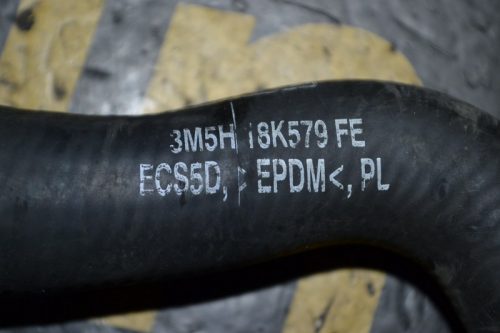 3M5H 18K579 FE
ECS5D, >EPDM<, PL